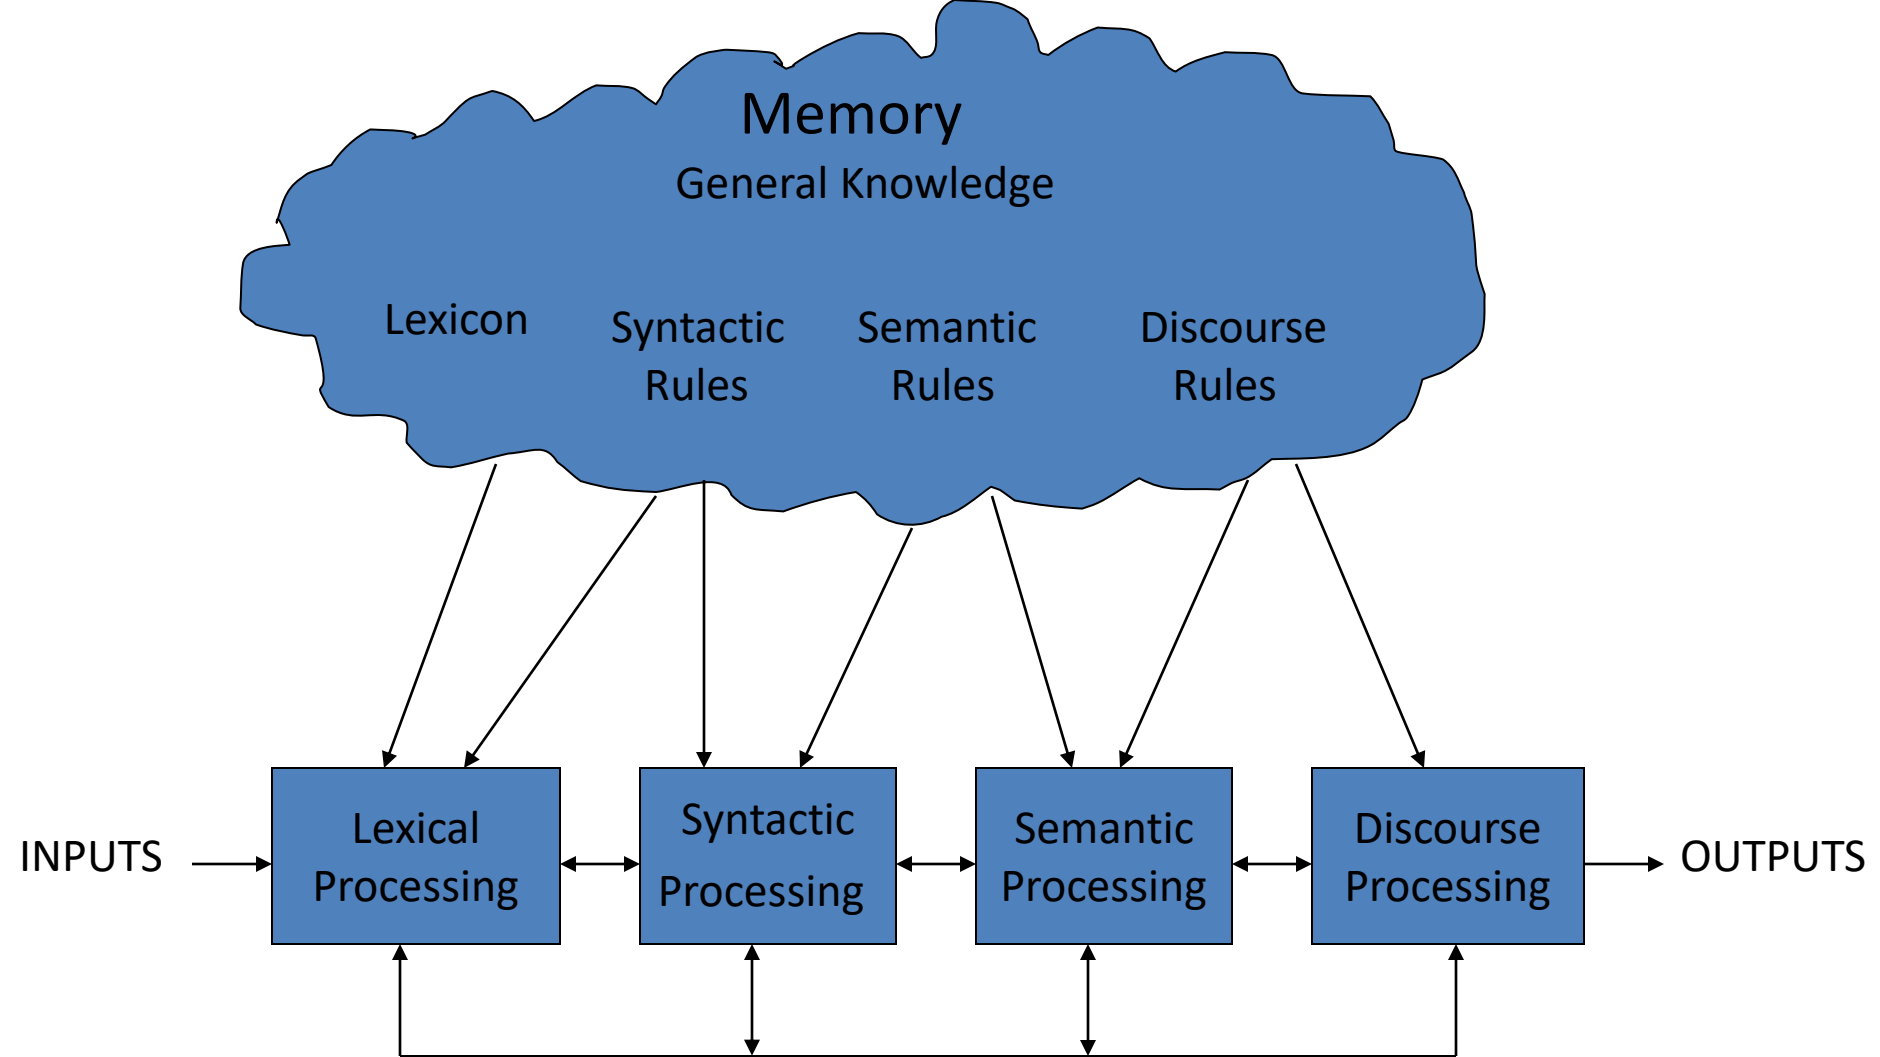 Memory
General Knowledge
Lexicon
Syntactic
Rules
Semantic
Rules
Discourse
Rules
INPUTS
Lexical
Processing
Syntactic
Processing
Semantic
Processing
Discourse
Processing
OUTPUTS